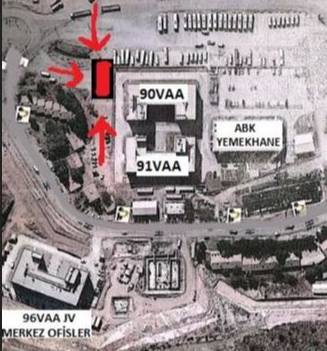 90VAA
ABK
YEMEKHANE
91VAA
96VAA JV
MERKEZ OFİSLER